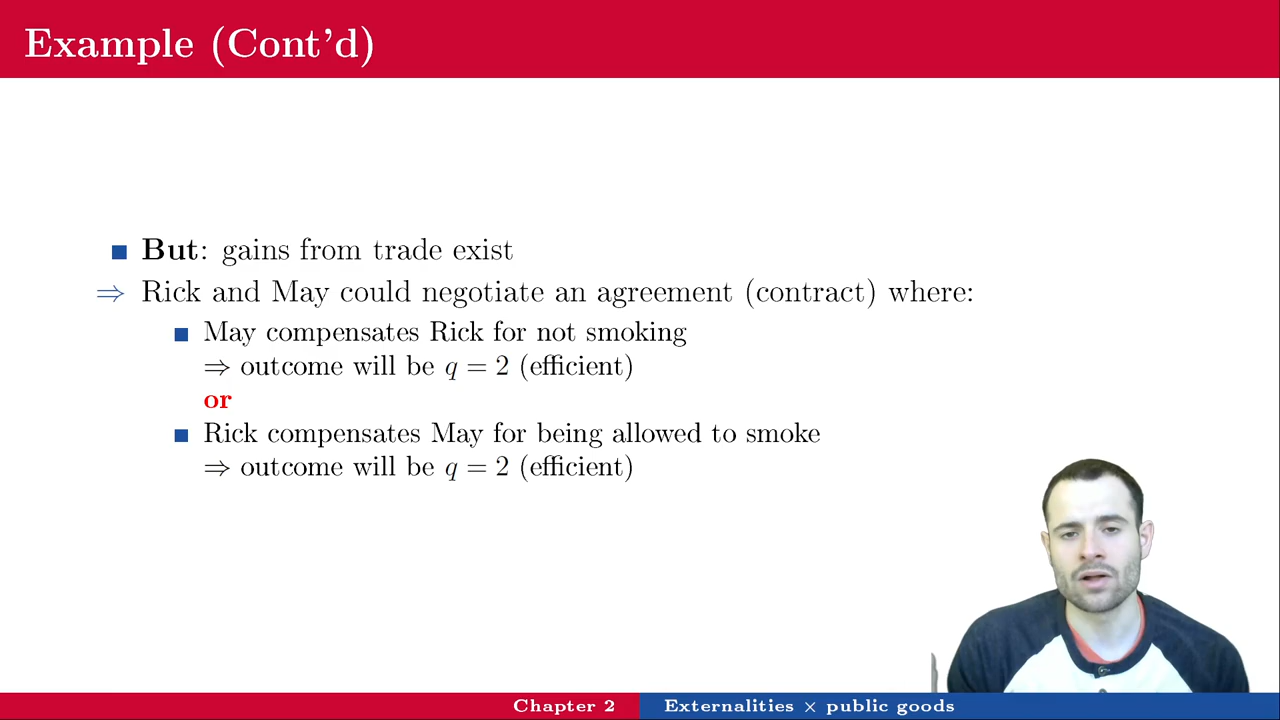 Example (Cont'd)
But: gains from trade exist
⇒ Rick and May could negotiate an agreement (contract) where:
May compensates Rick for not smoking
⇒ outcome will be q = 2 (efficient)
or
Rick compensates May for being allowed to smoke
⇒ outcome will be q = 2 (efficient)
Chapter 2
Externalities × public goods